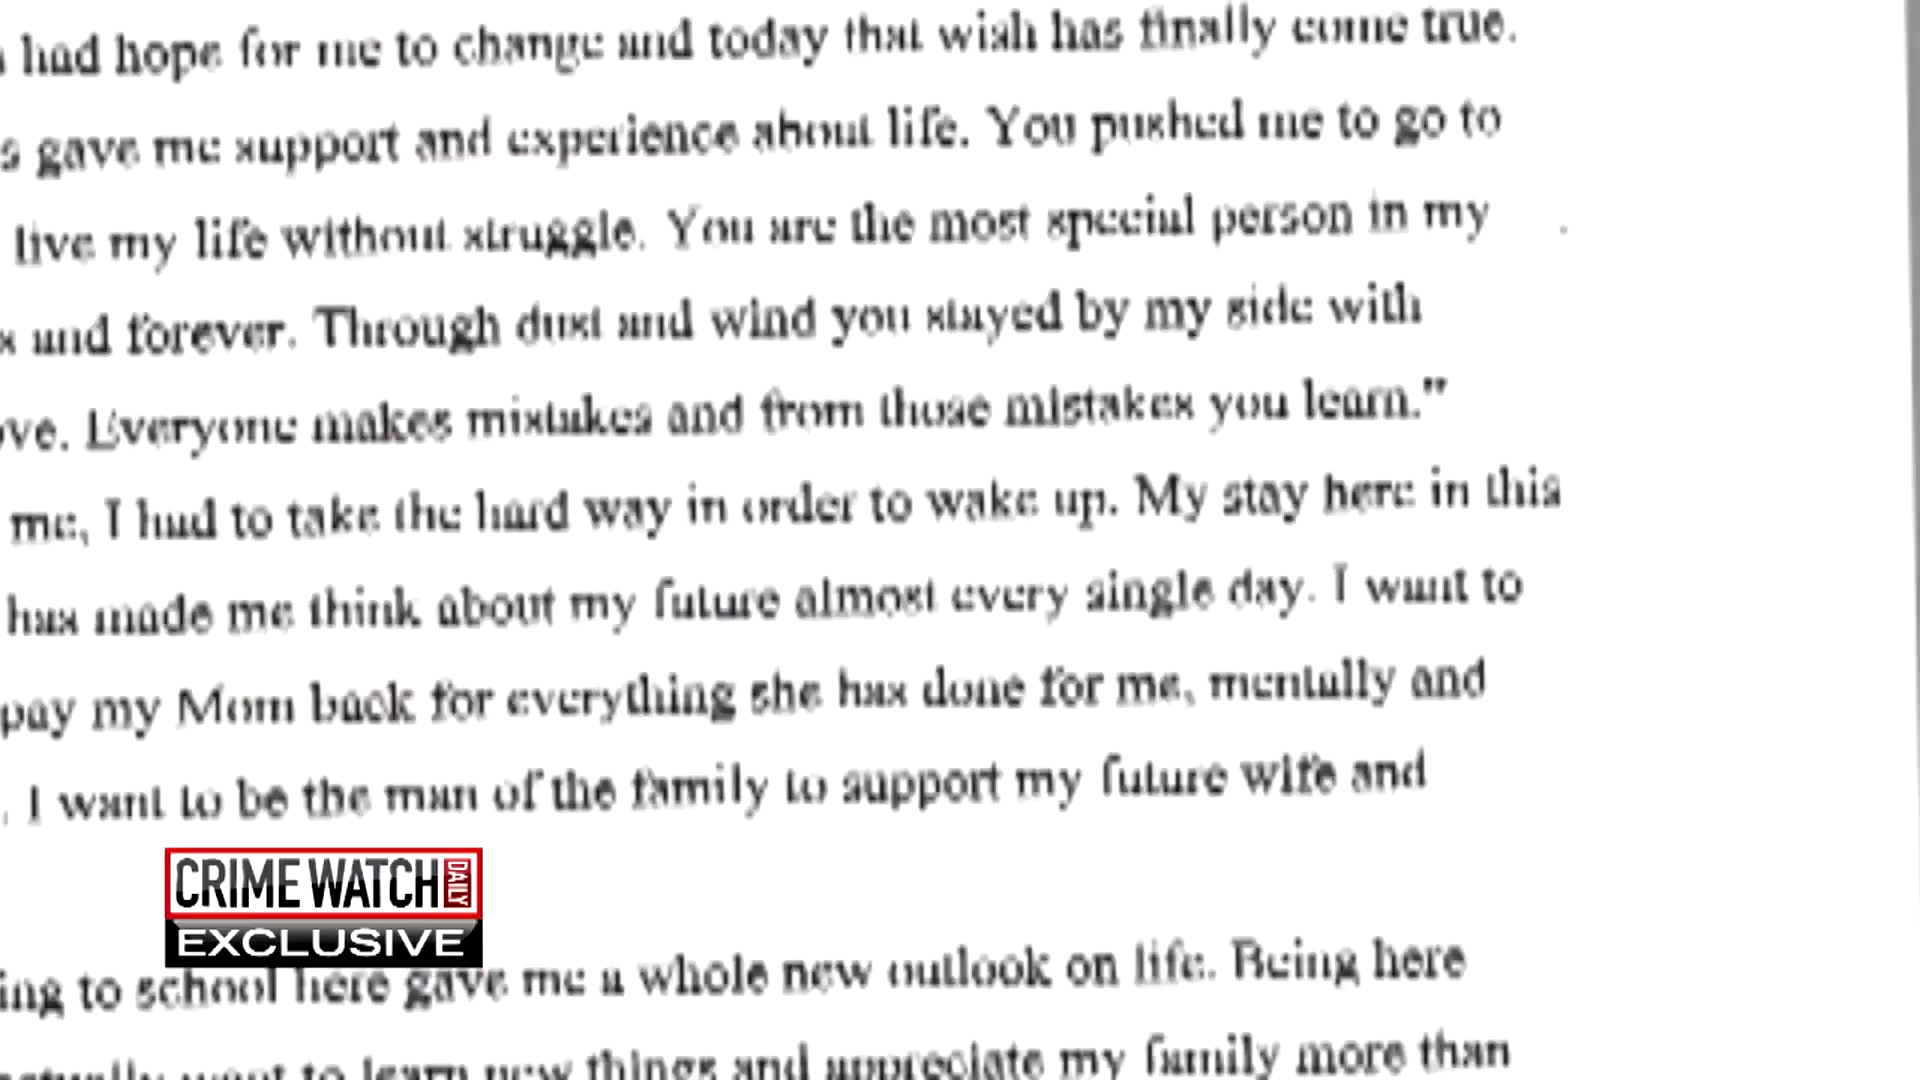 had hope for me to change and today that wish has finally come true.
gave me support and experience about life. You pushed me to go to
live my life without struggle. You are the most special person in my
and forever. Through dust and wind you stayed by my side with
ve. Everyone makes mistakes and from those mistakes you learn."
me, I had to take the hard way in order to wake up. My stay here in this
has made me think about my future almost every single day. I want to
pay my Mom back for everything she has done for me, mentally and
. I want to be the man of the family to support my future wife and
CRIME WATCH DAILY
EXCLUSIVE
ing to school here gave me a whole new outlook on life. Being here
want to learn new things and appreciate my family more than